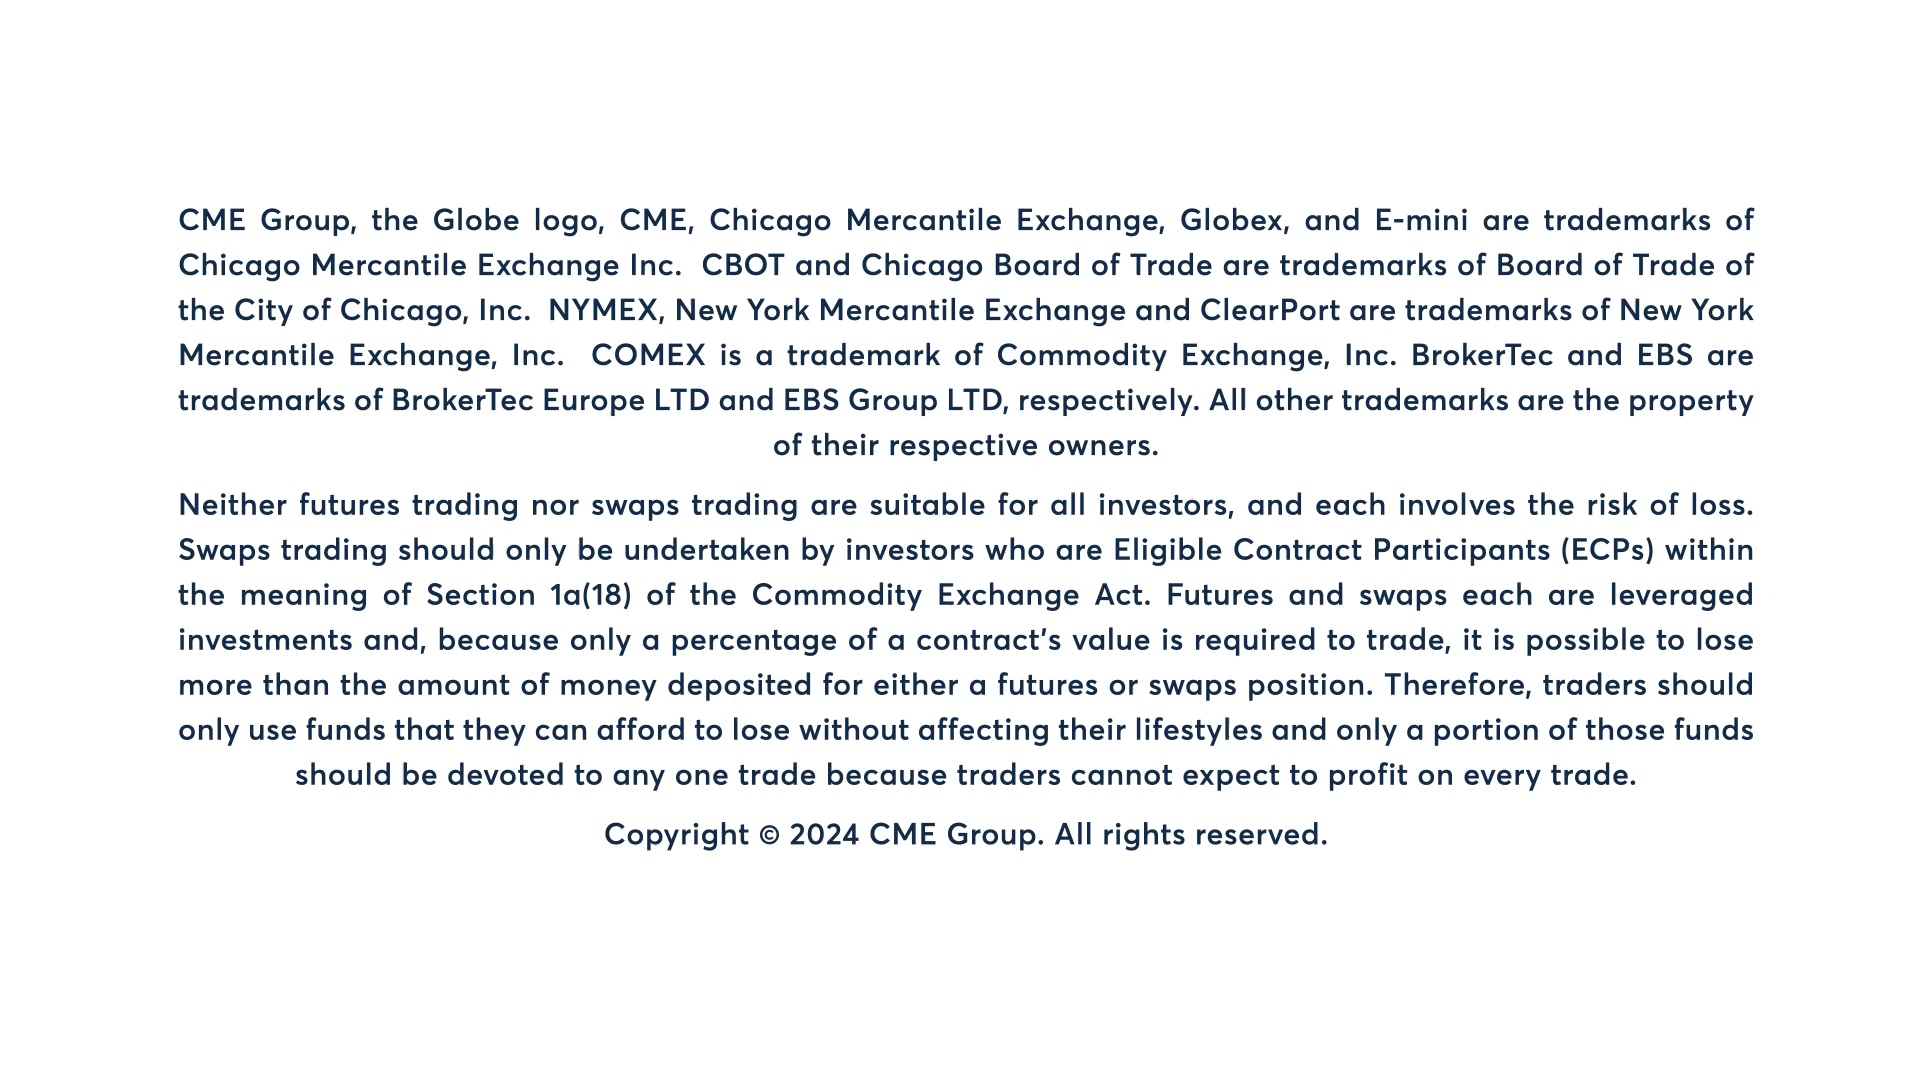 CME Group, the Globe logo, CME, Chicago Mercantile Exchange, Globex, and E-mini are trademarks of
Chicago Mercantile Exchange Inc.  CBOT and Chicago Board of Trade are trademarks of Board of Trade of
the City of Chicago, Inc.  NYMEX, New York Mercantile Exchange and ClearPort are trademarks of New York
Mercantile Exchange, Inc.  COMEX is a trademark of Commodity Exchange, Inc. BrokerTec and EBS are
trademarks of BrokerTec Europe LTD and EBS Group LTD, respectively. All other trademarks are the property
of their respective owners.
Neither futures trading nor swaps trading are suitable for all investors, and each involves the risk of loss.
Swaps trading should only be undertaken by investors who are Eligible Contract Participants (ECPs) within
the meaning of Section 1a(18) of the Commodity Exchange Act. Futures and swaps each are leveraged
investments and, because only a percentage of a contract's value is required to trade, it is possible to lose
more than the amount of money deposited for either a futures or swaps position. Therefore, traders should
only use funds that they can afford to lose without affecting their lifestyles and only a portion of those funds
should be devoted to any one trade because traders cannot expect to profit on every trade.
Copyright © 2024 CME Group. All rights reserved.